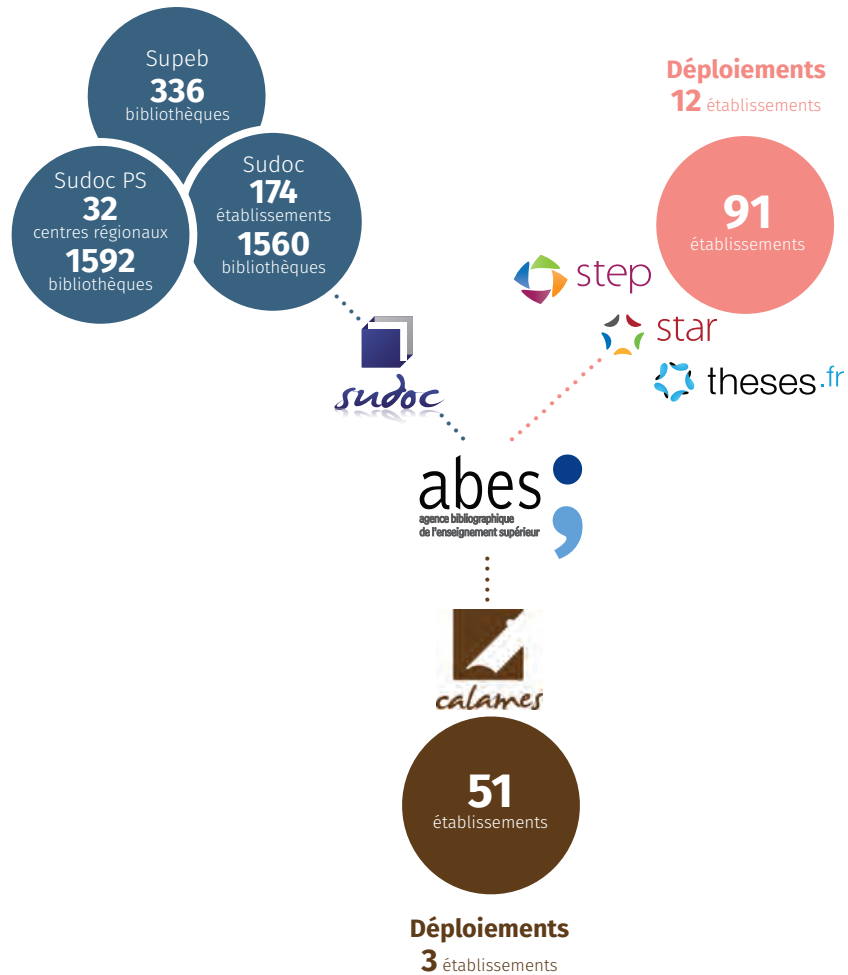 Supeb
336
bibliothèques
Sudoc PS
32
centres régionaux
1592
bibliothèques
Sudoc
174
établissements
1560
bibliothèques
Déploiements
12 établissements
91
établissements
step
star
theses.fr
sudoc
abes
agence bibliographique
de l'enseignement supérieur
calames
51
établissements
Déploiements
3 établissements